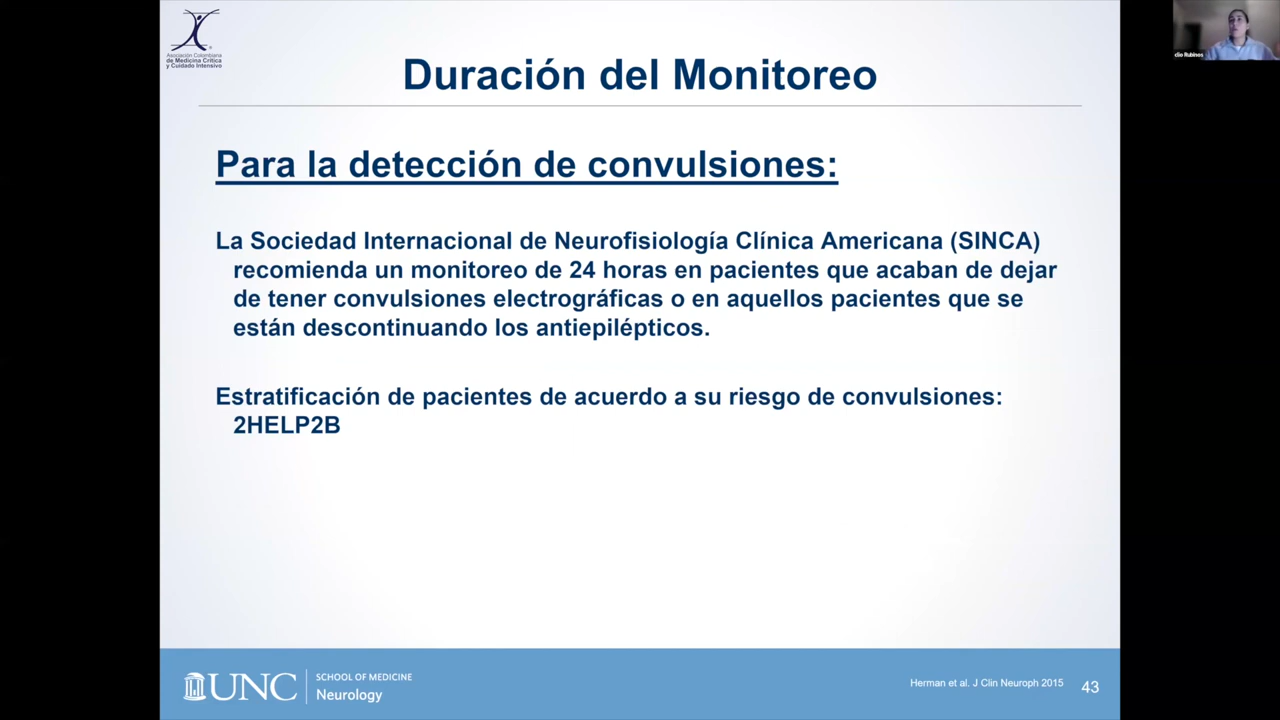 Asociación Colombiana
de Medicina Crítica
y Cuidado Intensivo
Duración del Monitoreo
Para la detección de convulsiones:
La Sociedad Internacional de Neurofisiología Clínica Americana (SINCA)
recomienda un monitoreo de 24 horas en pacientes que acaban de dejar
de tener convulsiones electrográficas o en aquellos pacientes que se
están descontinuando los antiepilépticos.
Estratificación de pacientes de acuerdo a su riesgo de convulsiones:
2HELP2B
UNC
SCHOOL OF MEDICINE
Neurology
Herman et al. J Clin Neuroph 2015
43
clio Rubinos